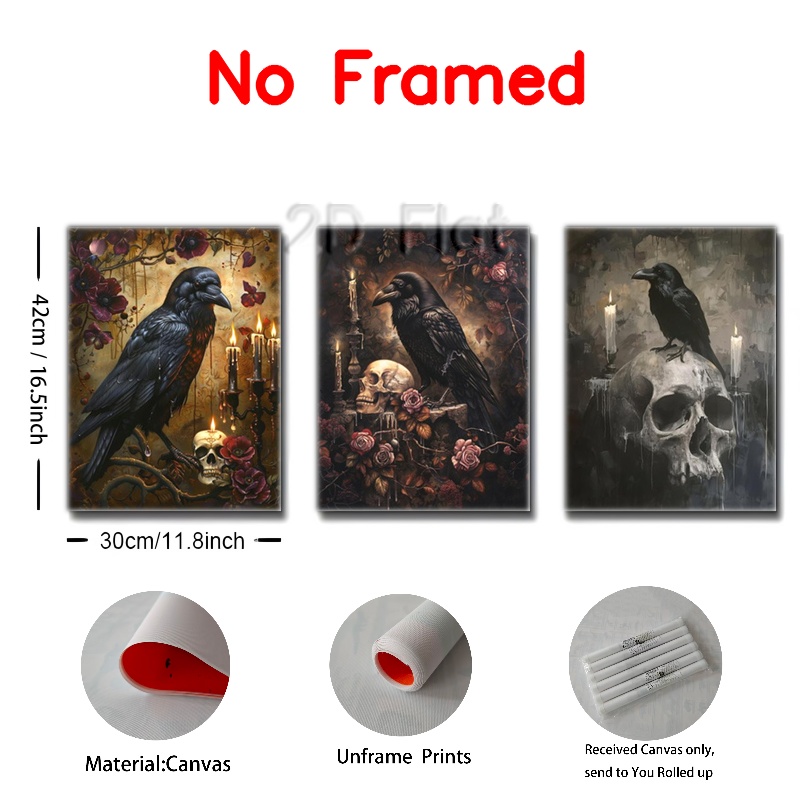 No Framed
2D Flat
42cm / 16.5inch
30cm/11.8inch
Material:Canvas
Unframe Prints
Received Canvas only,
send to You Rolled up